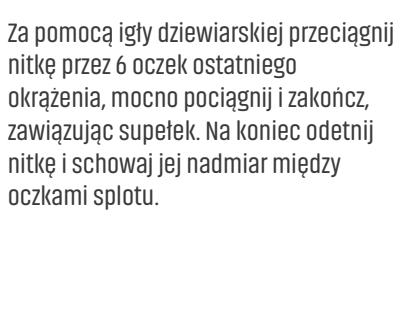 Za pomocą igły dziewiarskiej przeciągnij
nitkę przez 6 oczek ostatniego
okrążenia, mocno pociągnij i zakończ,
zawiązując supełek. Na koniec odetnij
nitkę i schowaj jej nadmiar między
oczkami splotu.